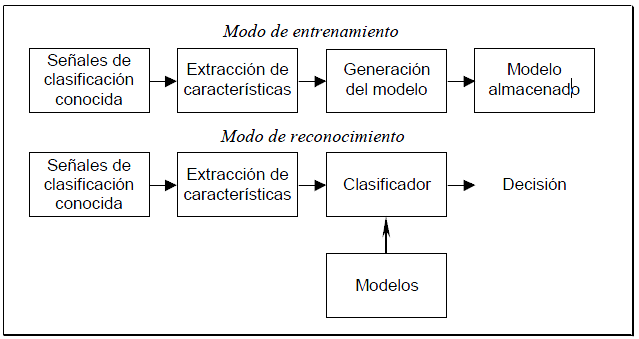 Modo de entrenamiento
Señales de
clasificación
conocida
Extracción de
características
Generación
del modelo
Modelo
almacenado
Modo de reconocimiento
Señales de
clasificación
conocida
Extracción de
características
Clasificador
Decisión
Modelos